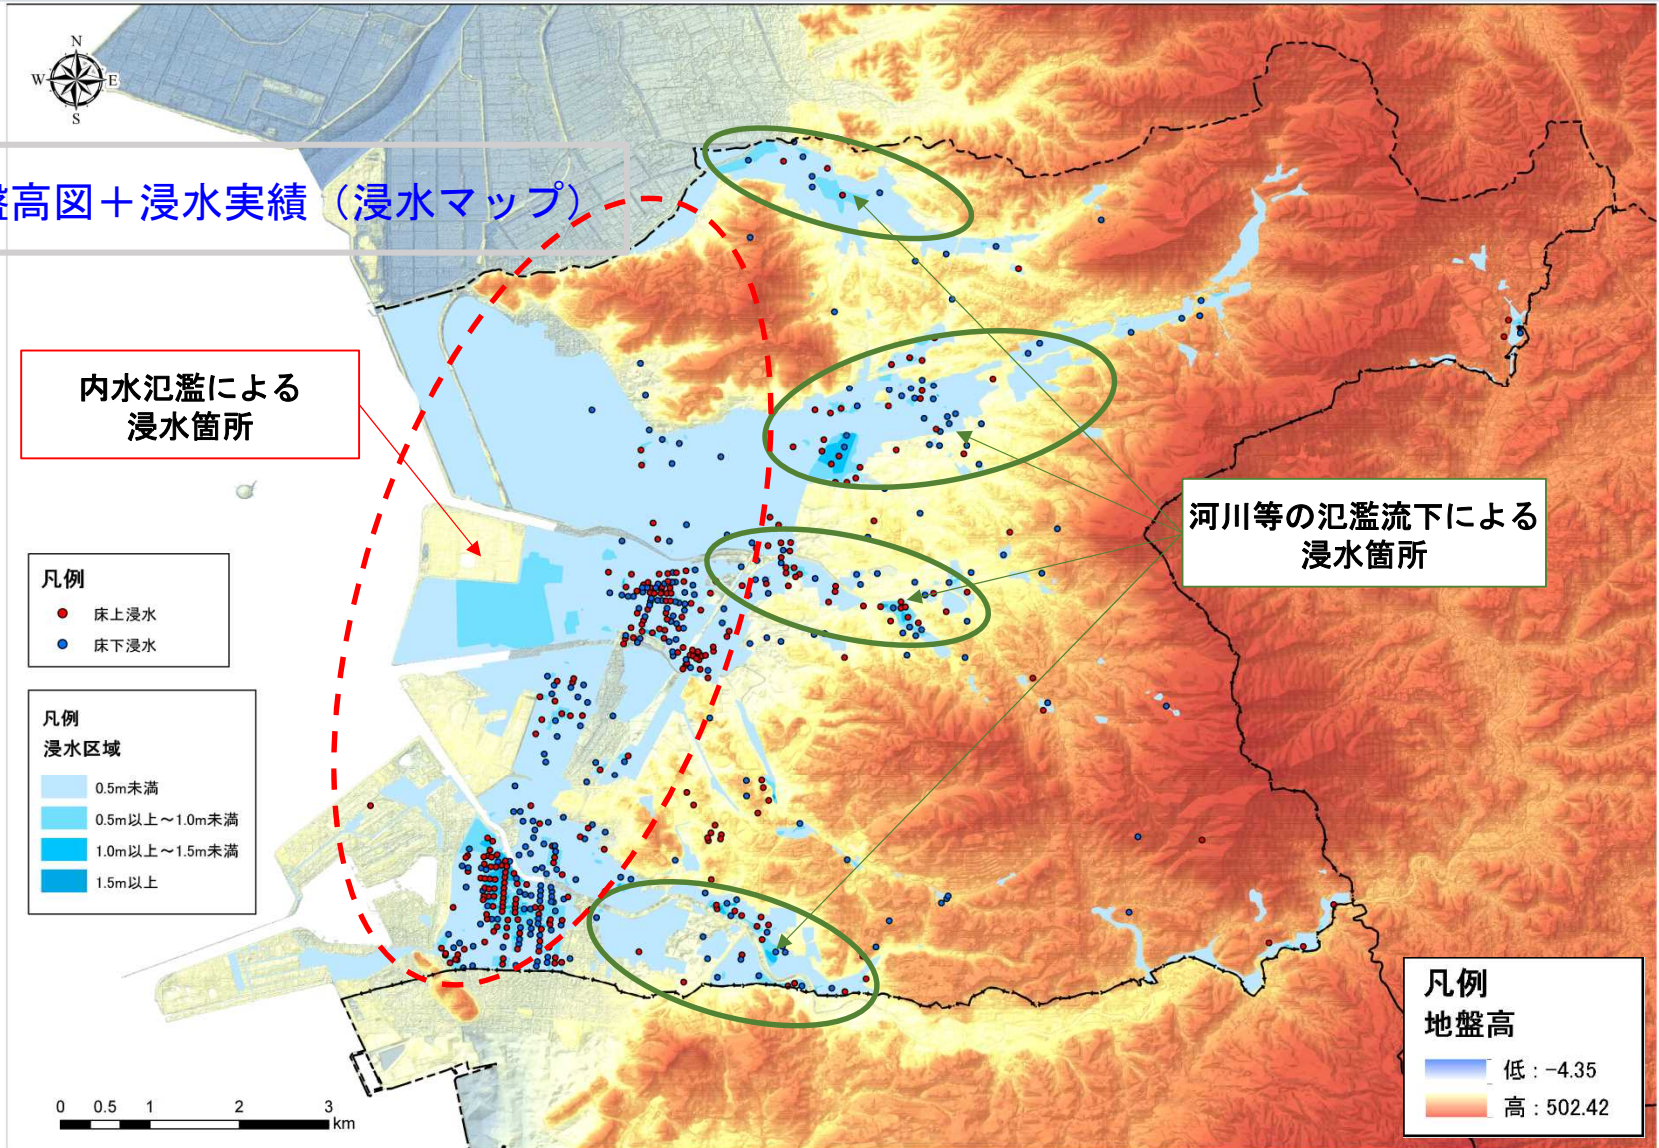 N
W E
S
盤高図＋浸水実績（浸水マップ）
内水氾濫による
浸水箇所
河川等の氾濫流下による
浸水箇所
凡例
床上浸水
床下浸水
凡例
浸水区域
0.5m未満
0.5m以上～1.0m未満
1.0m以上～1.5m未満
1.5m以上
凡例
地盤高
低 : -4.35
高 : 502.42
0 0.5 1 2 3
km